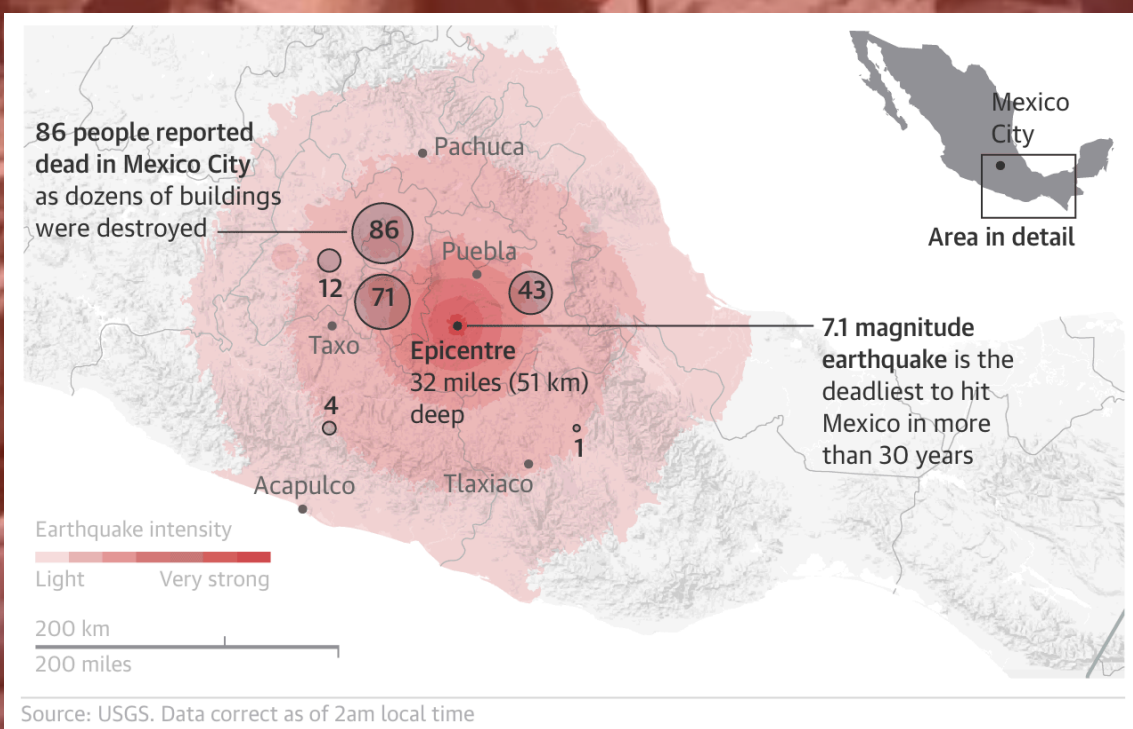 86 people reported
dead in Mexico City
as dozens of buildings
were destroyed
Pachuca
86
Puebla
12
71
43
Taxo
Epicentre
32 miles (51 km)
deep
4
1
Tlaxiaco
Acapulco
Mexico
City
Area in detail
7.1 magnitude
earthquake is the
deadliest to hit
Mexico in more
than 30 years
Earthquake intensity
Light
Very strong
200 km
200 miles
Source: USGS. Data correct as of 2am local time